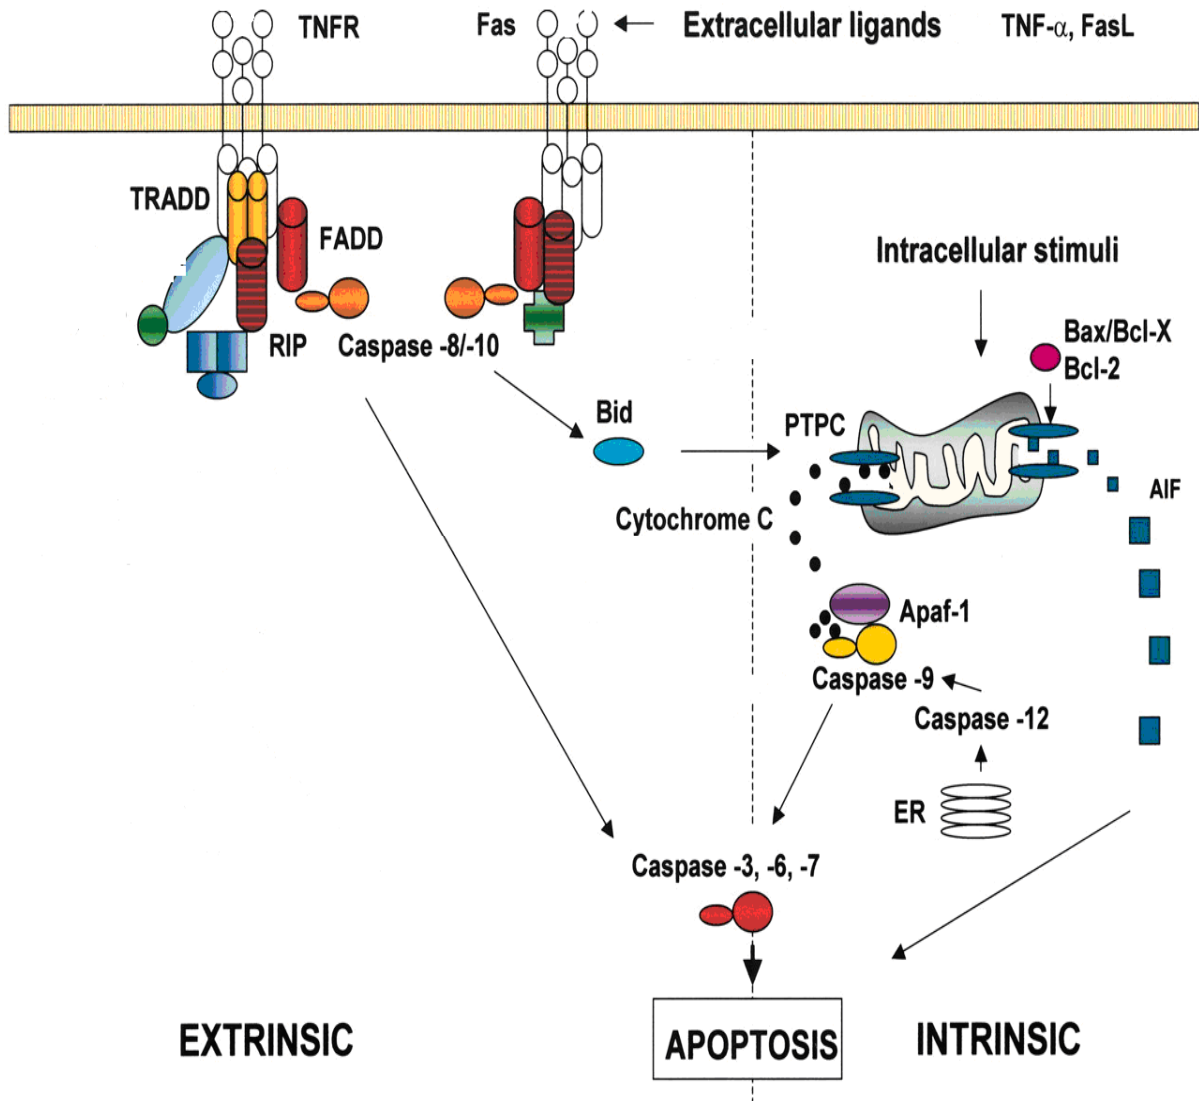 TNFR
Fas
Extracellular ligands
TNF-α, FasL
TRADD
FADD
Intracellular stimuli
RIP
Caspase -8/-10
Bax/Bcl-X
Bcl-2
Bid
PTPC
Cytochrome C
AIF
Apaf-1
Caspase -9
Caspase -12
ER
Caspase -3, -6, -7
EXTRINSIC
APOPTOSIS
INTRINSIC